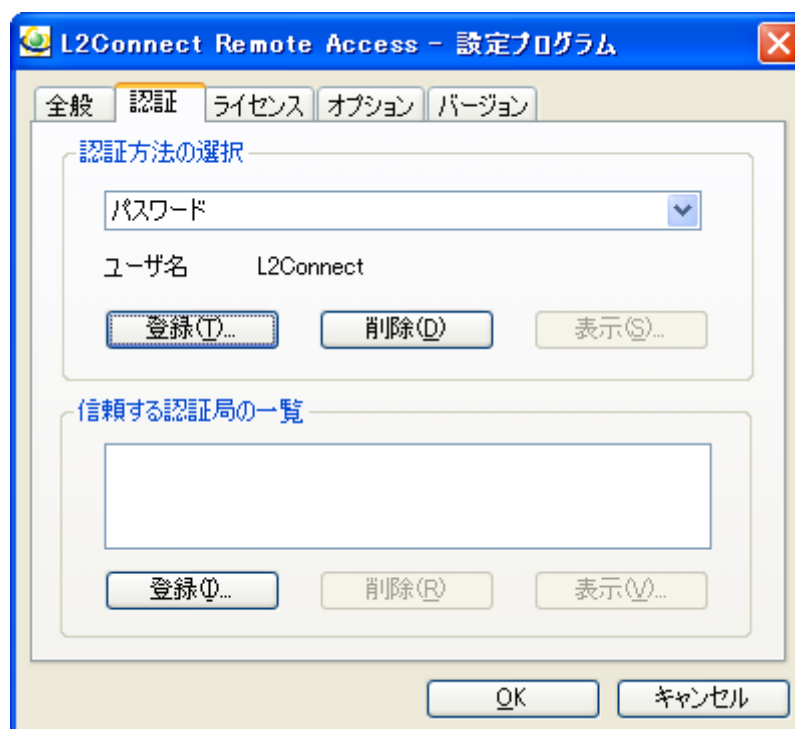 L2Connect Remote Access - 設定プログラム
全般 認証 ライセンス オプション バージョン
認証方法の選択
パスワード
ユーザ名 L2Connect
登録(T)... 削除(D) 表示(S)...
信頼する認証局の一覧
登録(I)... 削除(R) 表示(V)...
OK キャンセル